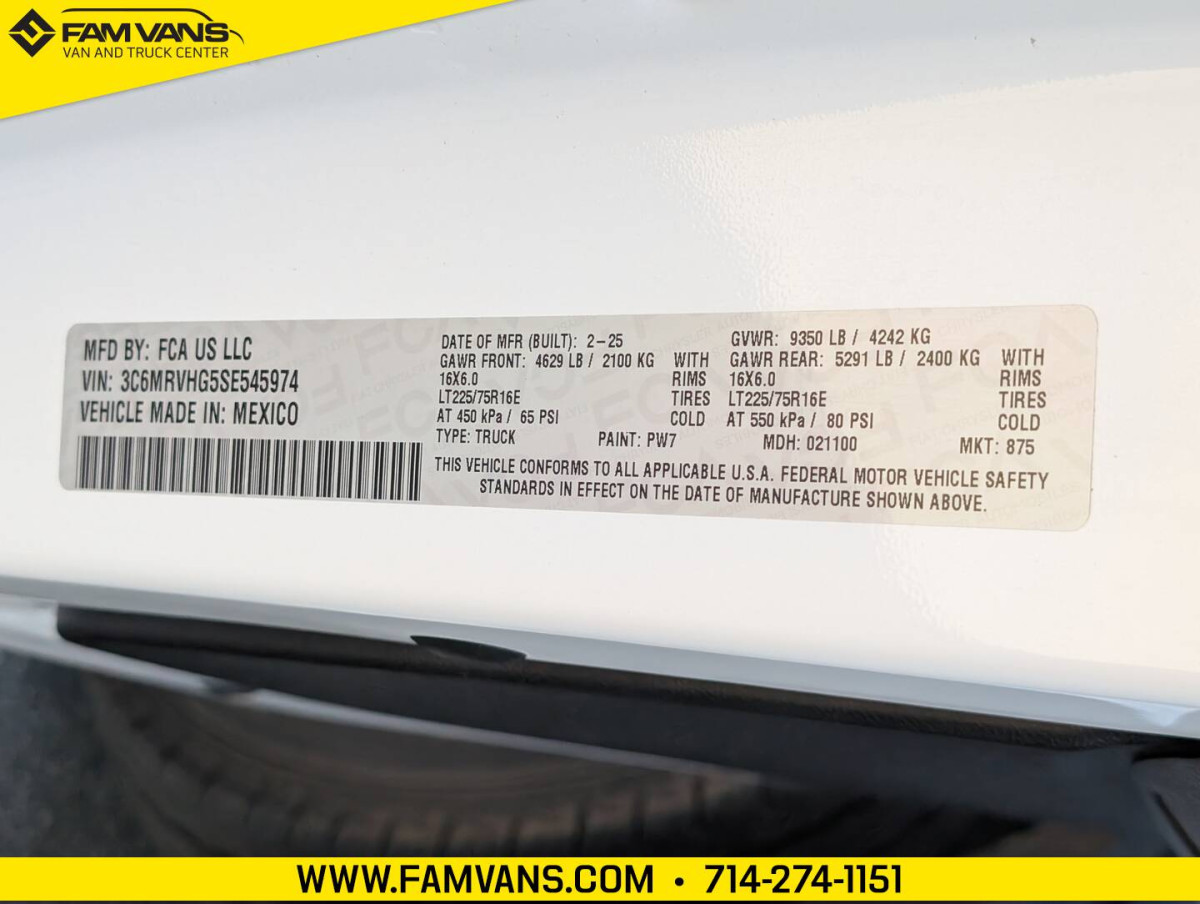 FAM VANS
VAN AND TRUCK CENTER
MFD BY: FCA US LLC
VIN: 3C6MRVHG5SE545974
VEHICLE MADE IN: MEXICO
DATE OF MFR (BUILT): 2-25 GVWR: 9350 LB / 4242 KG
GAWR FRONT: 4629 LB / 2100 KG WITH GAWR REAR: 5291 LB / 2400 KG WITH
16X6.0 RIMS 16X6.0 RIMS
LT225/75R16E TIRES LT225/75R16E TIRES
AT 450 kPa / 65 PSI COLD AT 550 kPa / 80 PSI COLD
TYPE: TRUCK PAINT: PW7 MDH: 021100 MKT: 875
THIS VEHICLE CONFORMS TO ALL APPLICABLE U.S.A. FEDERAL MOTOR VEHICLE SAFETY
STANDARDS IN EFFECT ON THE DATE OF MANUFACTURE SHOWN ABOVE.
WWW.FAMVANS.COM • 714-274-1151